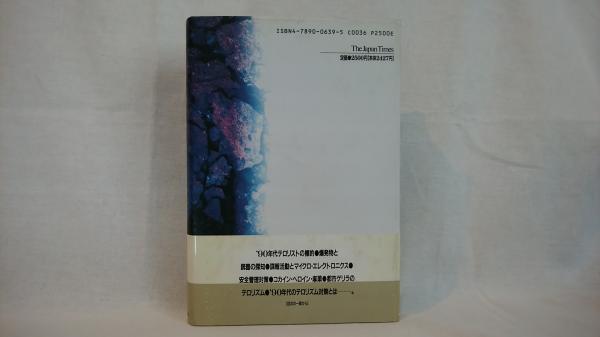 ISBN4-7890-0639-5 C0036 P2500E
The Japan Times
定価●2500円[本体2427円]
'90年代テロリストの標的●爆発物と
武器の探知●諜報活動とマイクロ・エレクトロニクス●
安全管理対策●コカイン・ヘロイン・産業●都市ゲリラの
テロリズム●'90年代のテロリズム対策とは──。